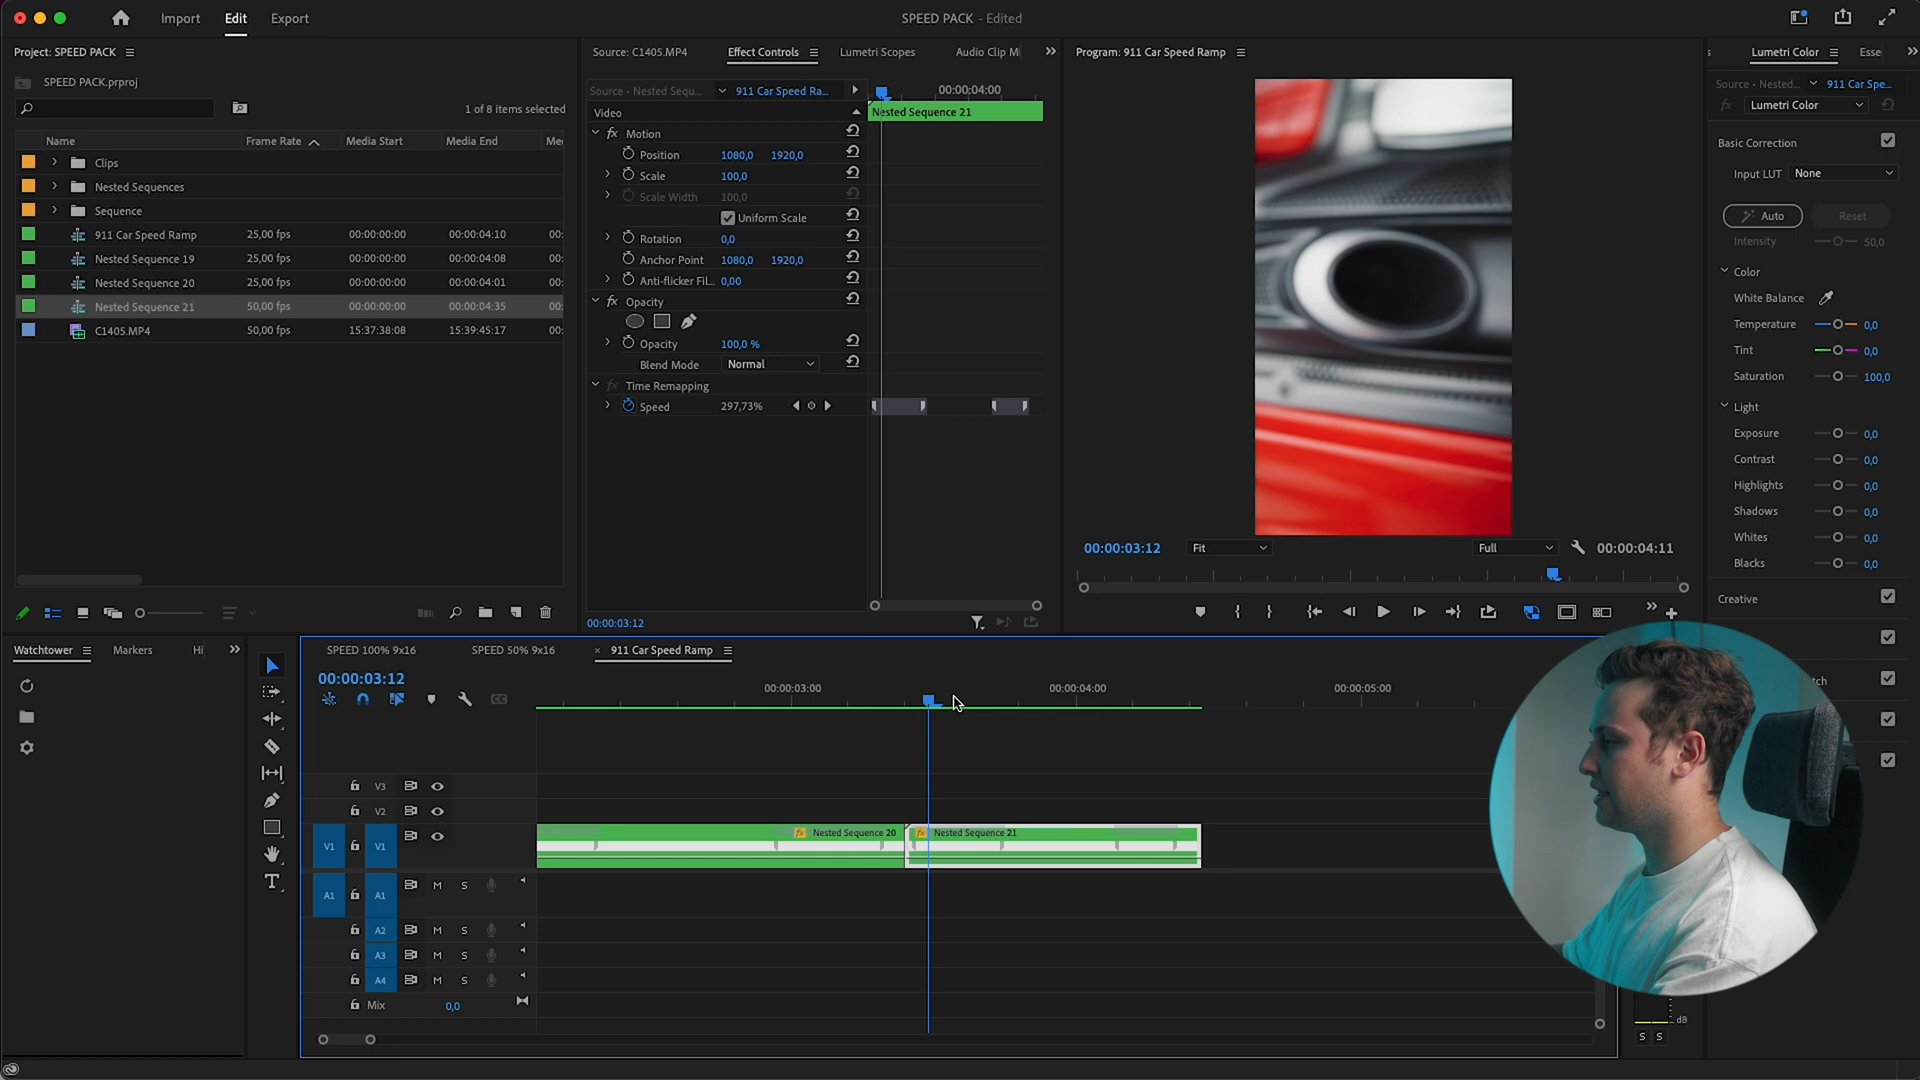 Import
Edit
Export
SPEED PACK - Edited
Project: SPEED PACK
SPEED PACK.prproj
1 of 8 items selected
Name Frame Rate Media Start Media End
Clips
Nested Sequences
Sequence
911 Car Speed Ramp 25,00 fps 00:00:00:00 00:00:04:10 00:
Nested Sequence 19 25,00 fps 00:00:00:00 00:00:04:08 00:
Nested Sequence 20 25,00 fps 00:00:00:00 00:00:04:01 00:
Nested Sequence 21 50,00 fps 00:00:00:00 00:00:04:35 00:
C1405.MP4 50,00 fps 15:37:38:08 15:39:45:17 00:
Source: C1405.MP4
Effect Controls
Lumetri Scopes
Audio Clip Mi
Source - Nested Sequ...
911 Car Speed Ra...
00:00:04:00
Video
Nested Sequence 21
fx Motion
Position 1080,0 1920,0
Scale 100,0
Scale Width 100,0
Uniform Scale
Rotation 0,0
Anchor Point 1080,0 1920,0
Anti-flicker Fil... 0,00
fx Opacity
Opacity 100,0 %
Blend Mode Normal
fx Time Remapping
Speed 297,73%
00:00:03:12
Program: 911 Car Speed Ramp
00:00:03:12
Fit
Full
00:00:04:11
Lumetri Color
Esse
Source - Nested...
911 Car Spe...
fx Lumetri Color
Basic Correction
Input LUT None
Auto
Reset
Intensity 50,0
Color
White Balance
Temperature 0,0
Tint 0,0
Saturation 100,0
Light
Exposure 0,0
Contrast 0,0
Highlights 0,0
Shadows 0,0
Whites 0,0
Blacks 0,0
Creative
Watchtower
Markers
Hi
SPEED 100% 9x16
SPEED 50% 9x16
× 911 Car Speed Ramp
00:00:03:12
CC
00:00:03:00
00:00:04:00
00:00:05:00
V3
V2
V1 V1
fx Nested Sequence 20
fx Nested Sequence 21
A1 A1 M S
A2 M S
A3 M S
A4 M S
Mix 0,0
dB
S S